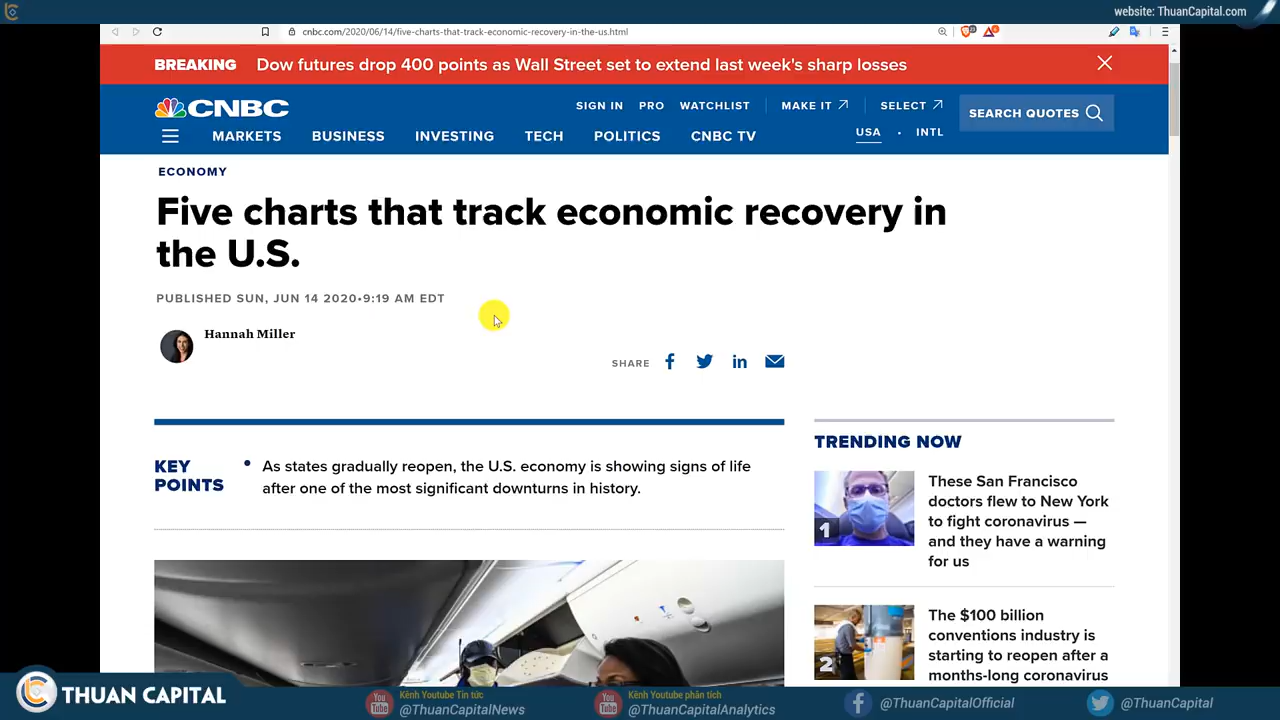 website: ThuanCapital.com
cnbc.com/2020/06/14/five-charts-that-track-economic-recovery-in-the-us.html
BREAKING Dow futures drop 400 points as Wall Street set to extend last week's sharp losses
CNBC
SIGN IN PRO WATCHLIST MAKE IT SELECT
SEARCH QUOTES
USA · INTL
MARKETS BUSINESS INVESTING TECH POLITICS CNBC TV
ECONOMY
Five charts that track economic recovery in
the U.S.
PUBLISHED SUN, JUN 14 2020•9:19 AM EDT
Hannah Miller
SHARE
KEY
POINTS
• As states gradually reopen, the U.S. economy is showing signs of life
after one of the most significant downturns in history.
TRENDING NOW
1
These San Francisco
doctors flew to New York
to fight coronavirus —
and they have a warning
for us
2
The $100 billion
conventions industry is
starting to reopen after a
months-long coronavirus
THUAN CAPITAL
You Tube
Kênh Youtube Tin tức
@ThuanCapitalNews
You Tube
Kênh Youtube phân tích
@ThuanCapitalAnalytics
@ThuanCapitalOfficial
@ThuanCapital